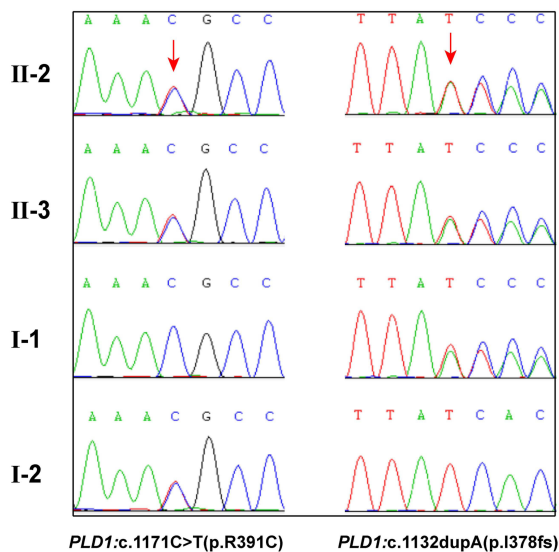 A A A C G C C
T T A T C C C
II-2
A A A C G C C
T T A T C C C
II-3
A A A C G C C
T T A T C C C
I-1
A A A C G C C
T T A T C A C
I-2
PLD1:c.1171C>T(p.R391C)
PLD1:c.1132dupA(p.I378fs)